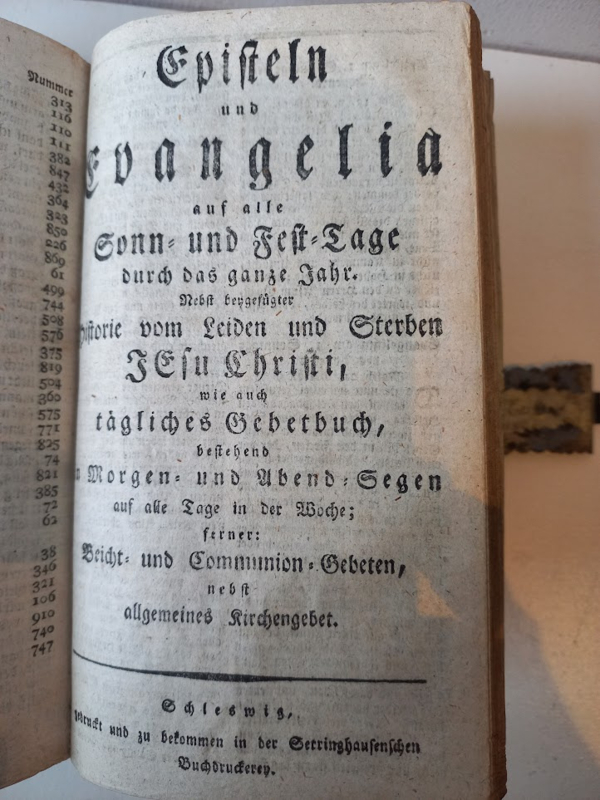 Nummer
313
116
110
111
382
847
432
364
323
850
226
869
61
499
744
508
576
375
819
504
360
575
771
825
74
821
385
72
62
38
346
321
106
910
740
747
Episteln
und
Evangelia
auf alle
Sonn- und Fest-Tage
durch das ganze Jahr.
Nebst beygefügter
Historie vom Leiden und Sterben
JEsu Christi,
wie auch
tägliches Gebetbuch,
bestehend
Morgen- und Abend-Segen
auf alle Tage in der Woche;
ferner:
Beicht- und Communion-Gebeten,
nebst
allgemeines Kirchengebet.
Schleswig,
gedruckt und zu bekommen in der Serringhausenschen
Buchdruckerey.